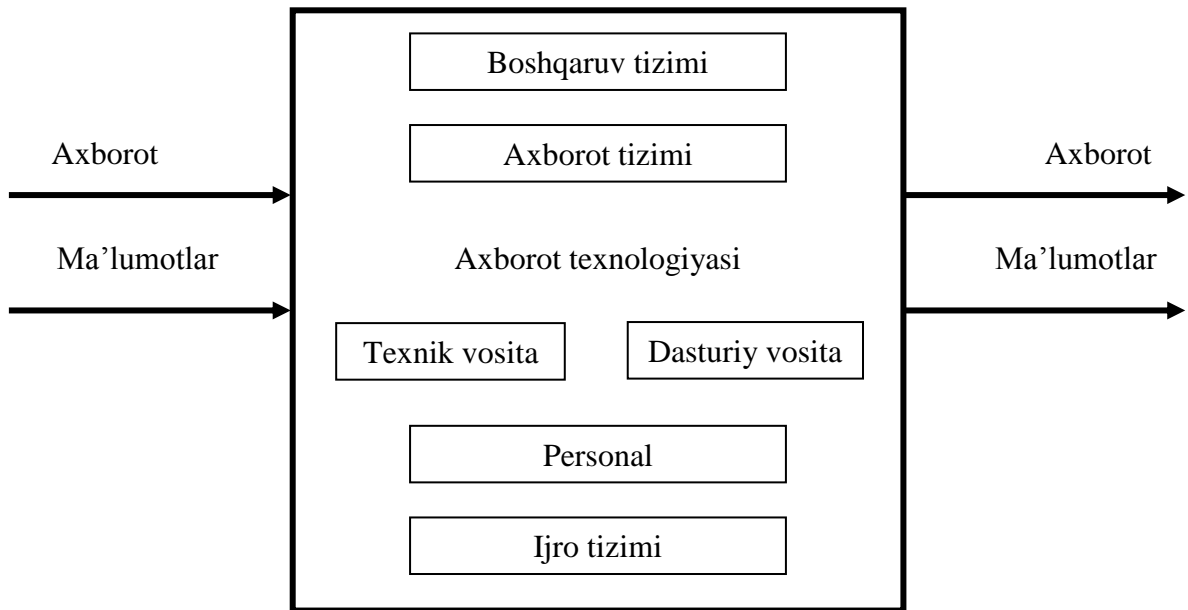 Boshqaruv tizimi
Axborot
Axborot tizimi
Axborot
Ma’lumotlar
Axborot texnologiyasi
Ma’lumotlar
Texnik vosita
Dasturiy vosita
Personal
Ijro tizimi